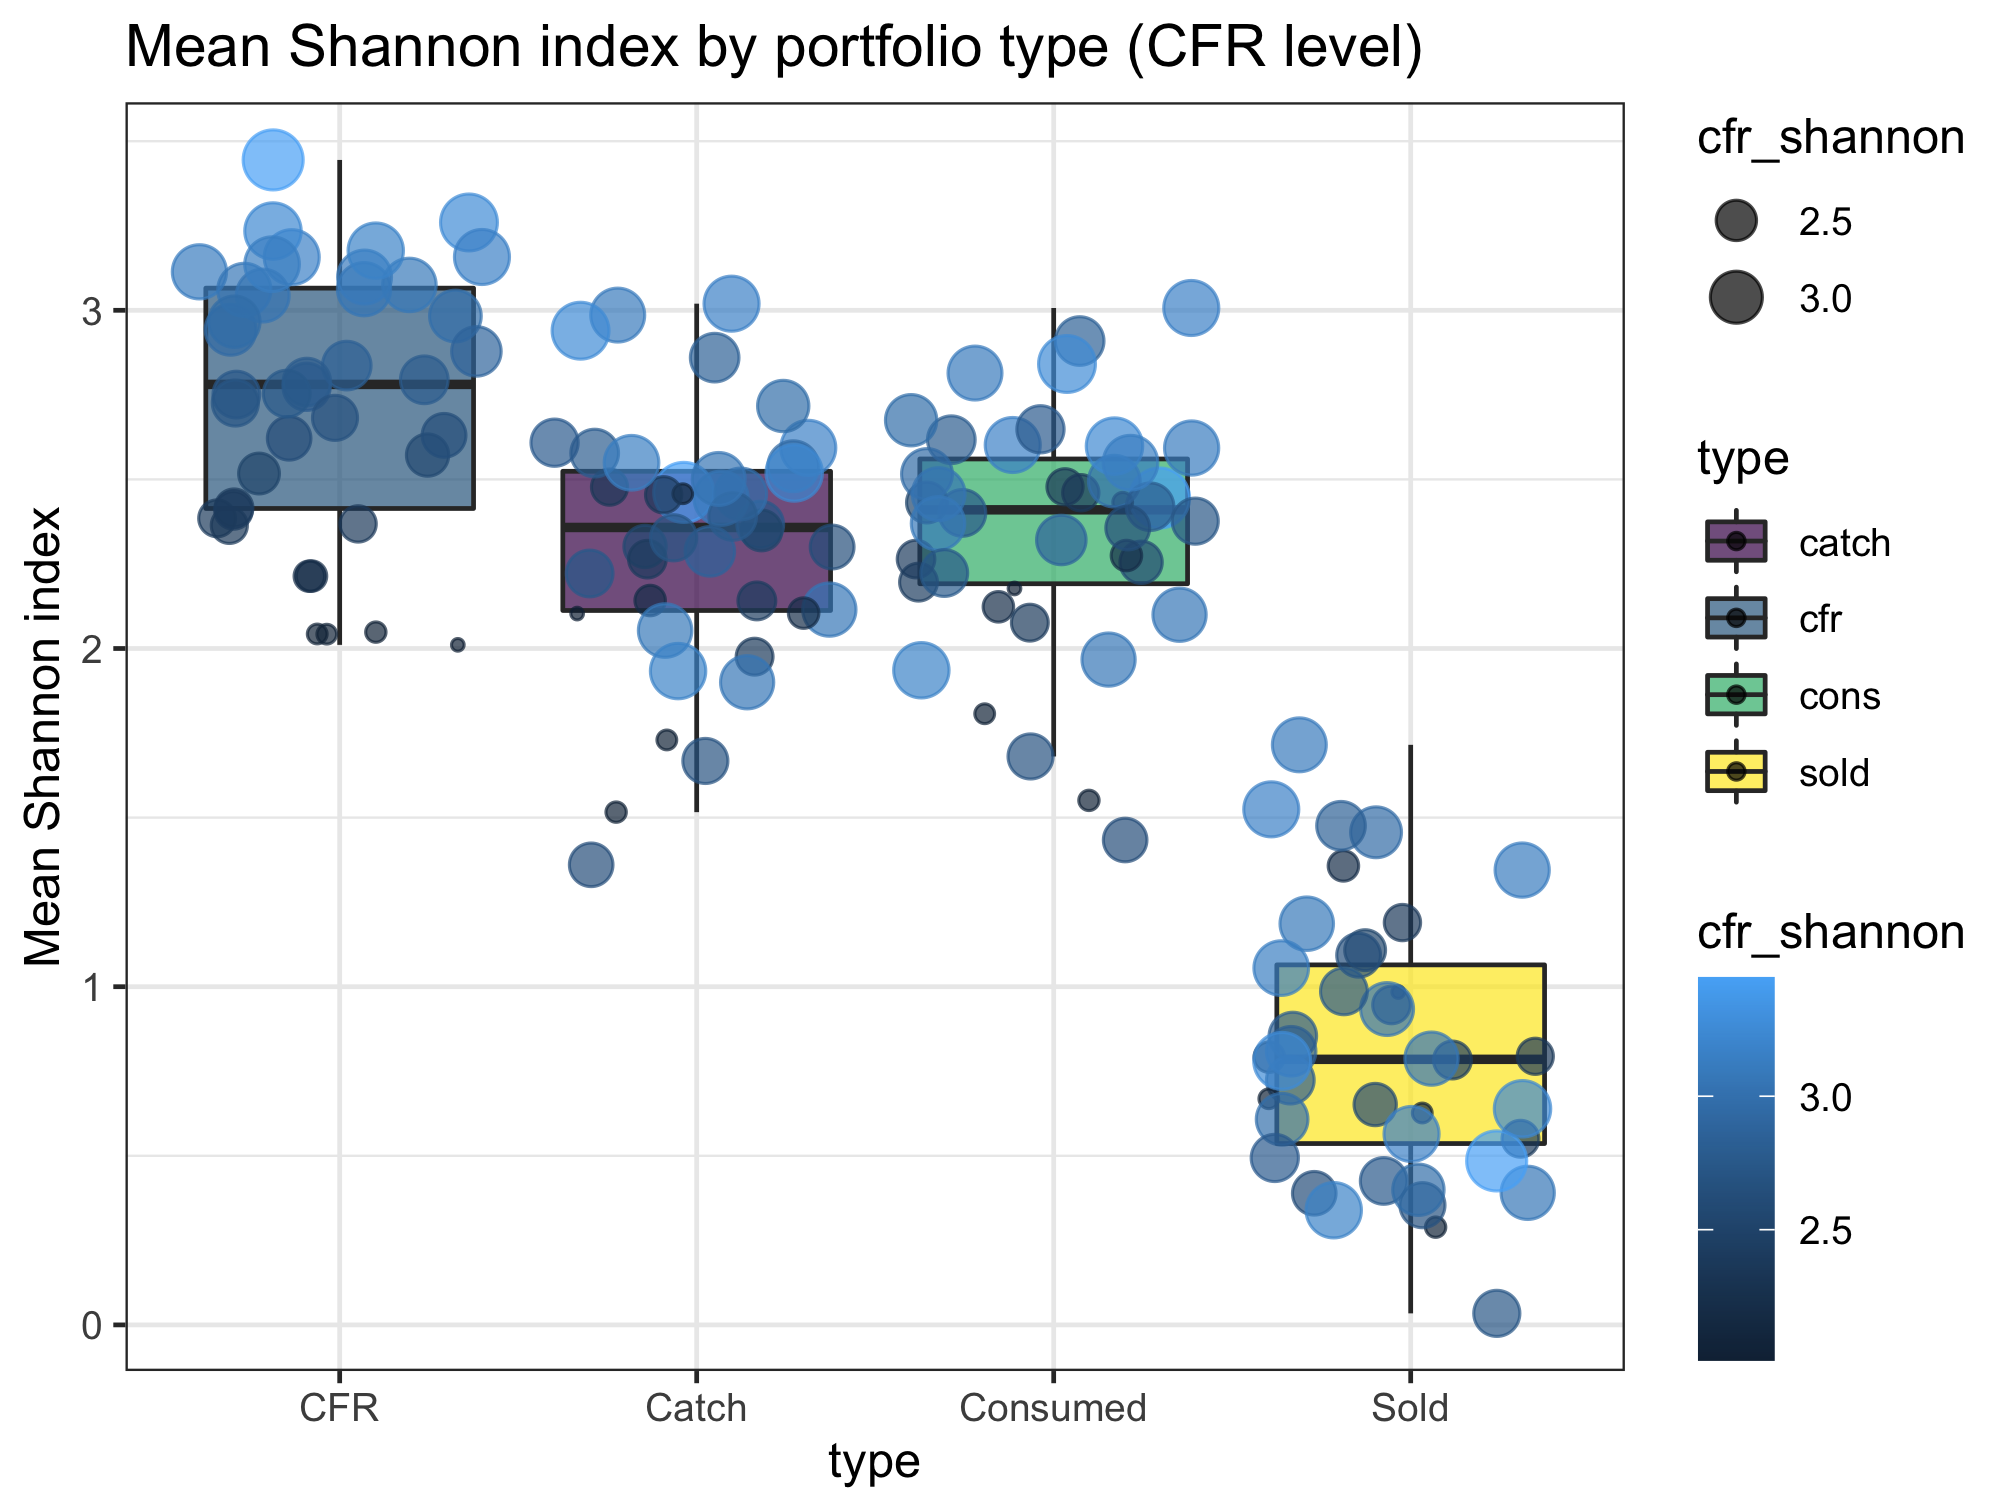 Mean Shannon index by portfolio type (CFR level)
Mean Shannon index
3
2
1
0
CFR
Catch
Consumed
Sold
type
cfr_shannon
2.5
3.0
type
catch
cfr
cons
sold
cfr_shannon
3.0
2.5